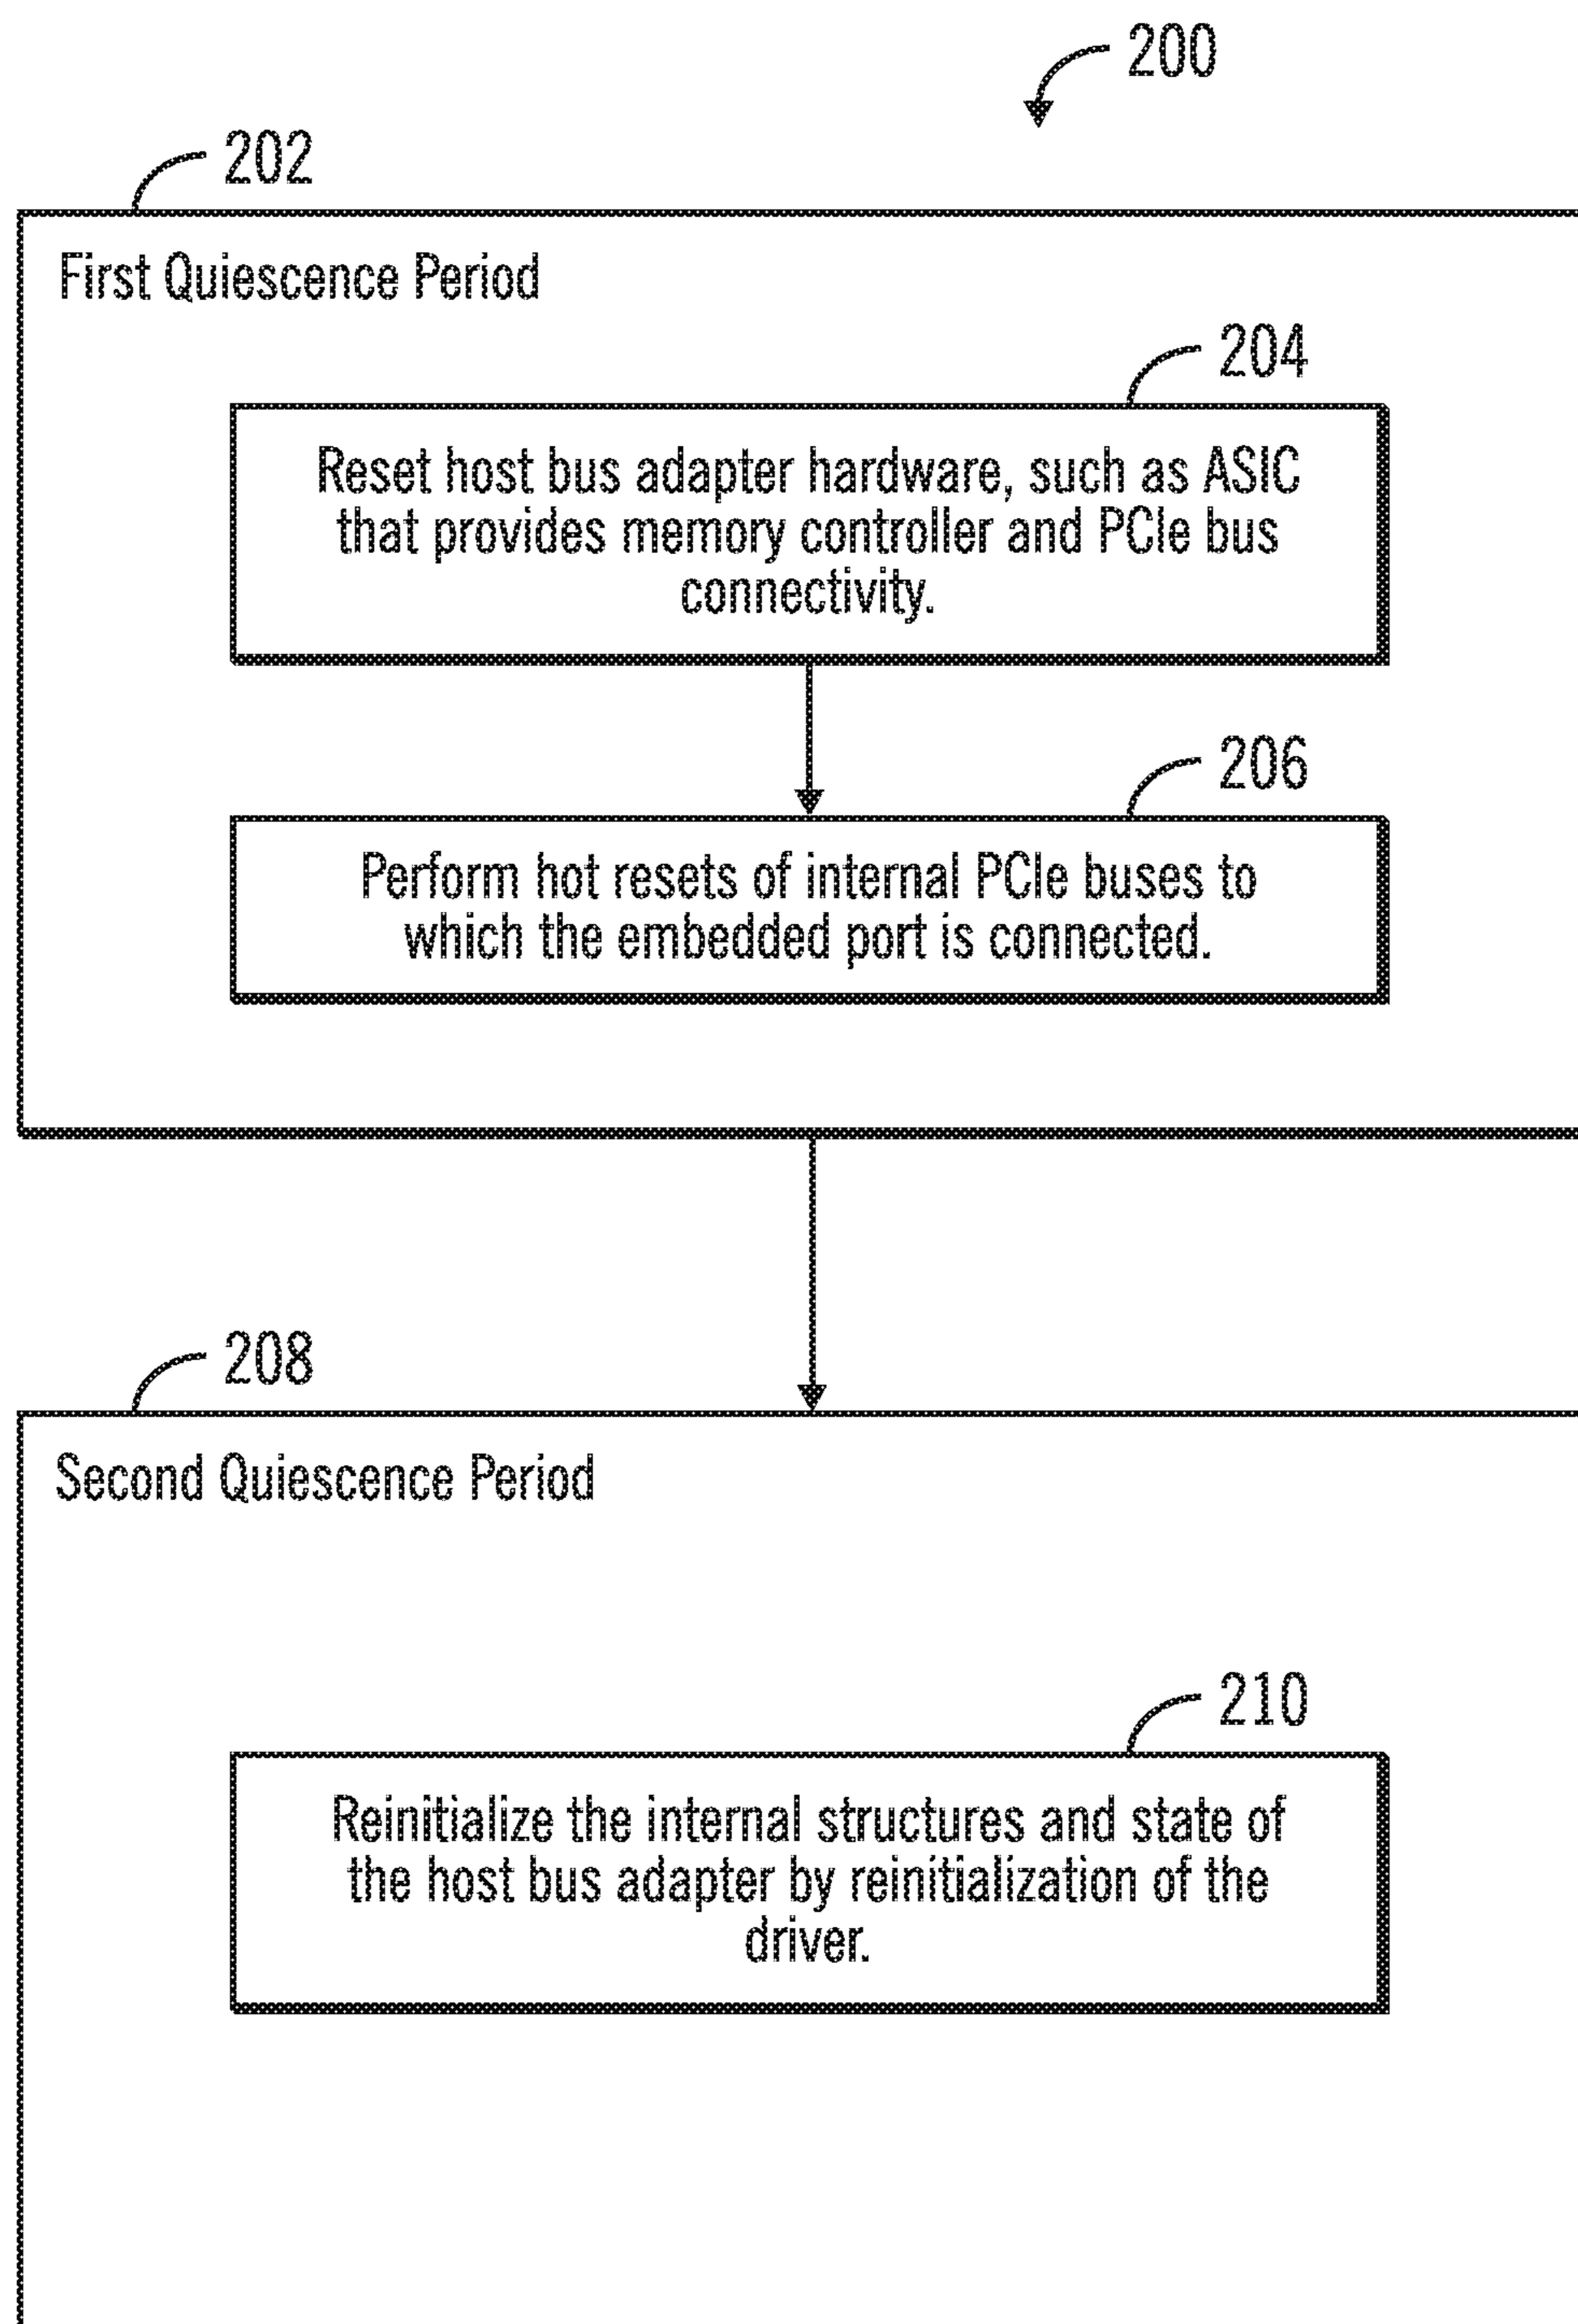 200
202
First Quiescence Period
204
Reset host bus adapter hardware, such as ASIC
that provides memory controller and PCIe bus
connectivity.
206
Perform hot resets of internal PCIe buses to
which the embedded port is connected.
208
Second Quiescence Period
210
Reinitialize the internal structures and state of
the host bus adapter by reinitialization of the
driver.